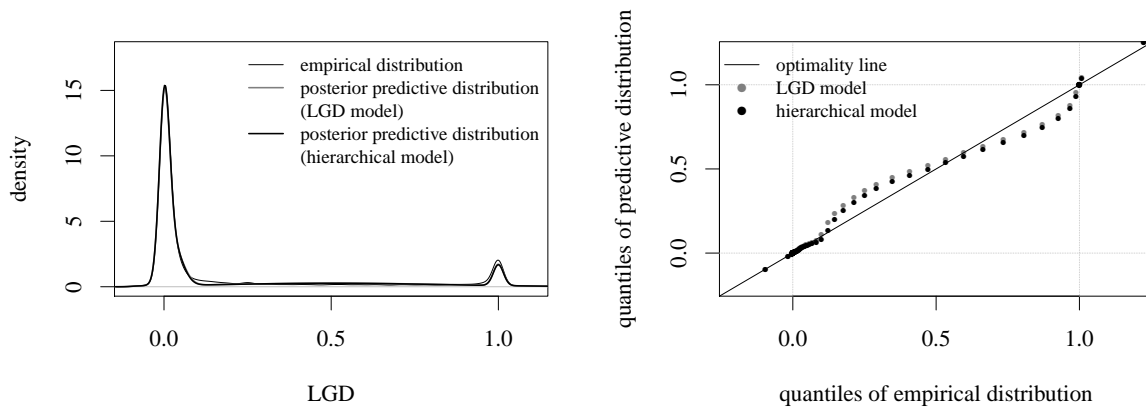 empirical distribution
posterior predictive distribution
(LGD model)
posterior predictive distribution
(hierarchical model)
density
0
5
10
15
0.0
0.5
1.0
LGD
optimality line
LGD model
hierarchical model
quantiles of predictive distribution
0.0
0.5
1.0
0.0
0.5
1.0
quantiles of empirical distribution